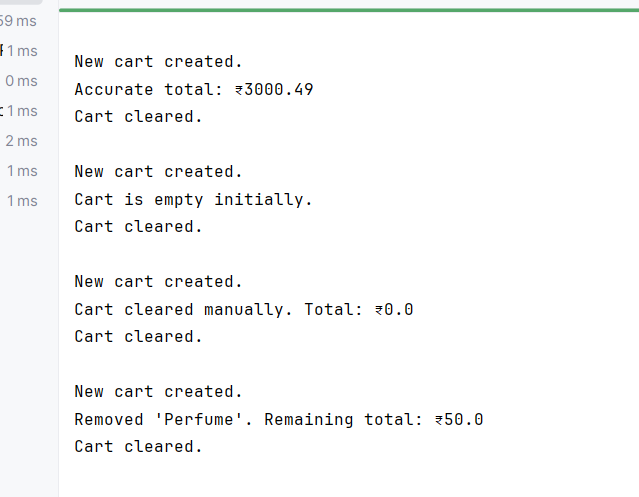 59 ms
1 ms
0 ms
1 ms
2 ms
1 ms
1 ms
New cart created.
Accurate total: ₹3000.49
Cart cleared.
New cart created.
Cart is empty initially.
Cart cleared.
New cart created.
Cart cleared manually. Total: ₹0.0
Cart cleared.
New cart created.
Removed 'Perfume'. Remaining total: ₹50.0
Cart cleared.